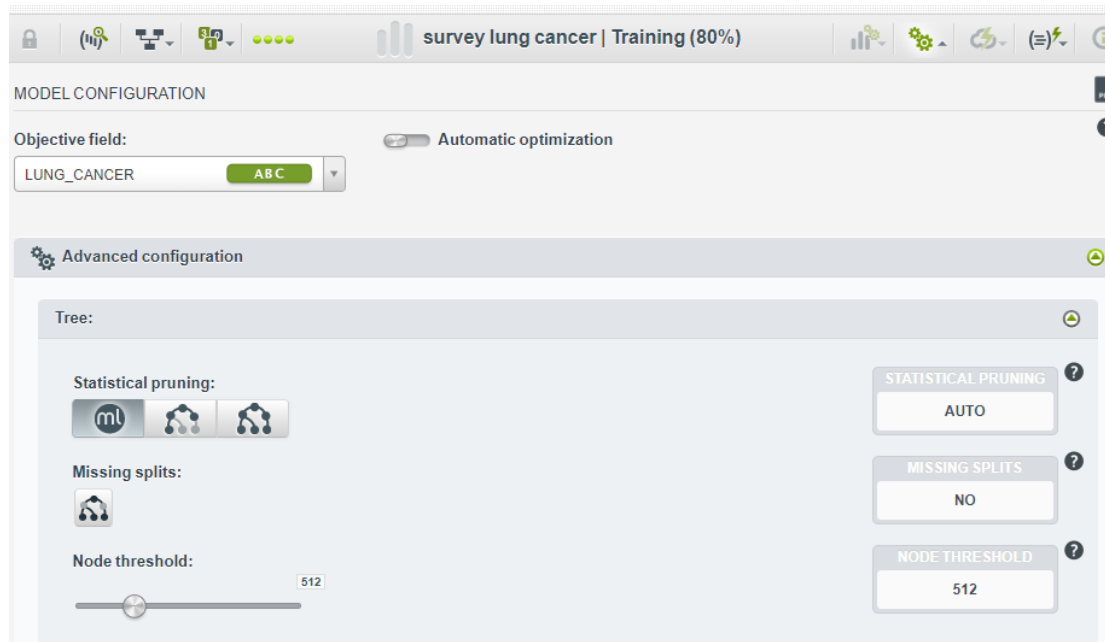 survey lung cancer | Training (80%)
MODEL CONFIGURATION
Objective field:
Automatic optimization
LUNG_CANCER ABC
Advanced configuration
Tree:
Statistical pruning:
STATISTICAL PRUNING
ml
AUTO
Missing splits:
MISSING SPLITS
NO
Node threshold:
NODE THRESHOLD
512
512